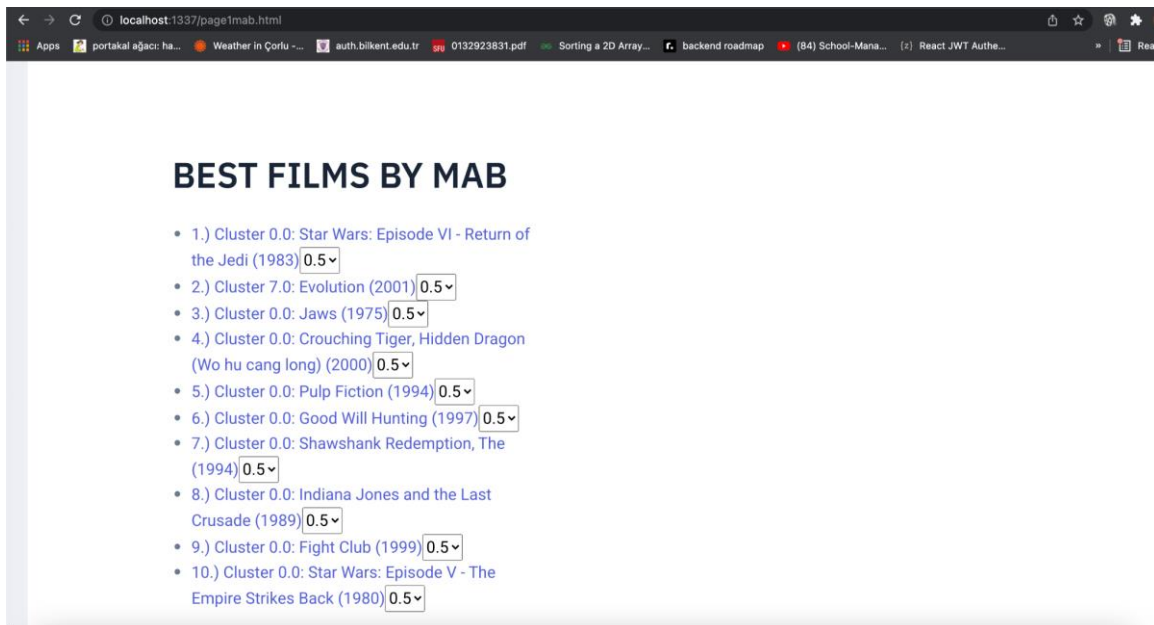 localhost:1337/page1mab.html
Apps portakal ağacı: ha... Weather in Çorlu -... auth.bilkent.edu.tr SFU 0132923831.pdf Sorting a 2D Array... r. backend roadmap (84) School-Mana... {z} React JWT Authe... » Rea
BEST FILMS BY MAB
• 1.) Cluster 0.0: Star Wars: Episode VI - Return of
the Jedi (1983) 0.5
• 2.) Cluster 7.0: Evolution (2001) 0.5
• 3.) Cluster 0.0: Jaws (1975) 0.5
• 4.) Cluster 0.0: Crouching Tiger, Hidden Dragon
(Wo hu cang long) (2000) 0.5
• 5.) Cluster 0.0: Pulp Fiction (1994) 0.5
• 6.) Cluster 0.0: Good Will Hunting (1997) 0.5
• 7.) Cluster 0.0: Shawshank Redemption, The
(1994) 0.5
• 8.) Cluster 0.0: Indiana Jones and the Last
Crusade (1989) 0.5
• 9.) Cluster 0.0: Fight Club (1999) 0.5
• 10.) Cluster 0.0: Star Wars: Episode V - The
Empire Strikes Back (1980) 0.5